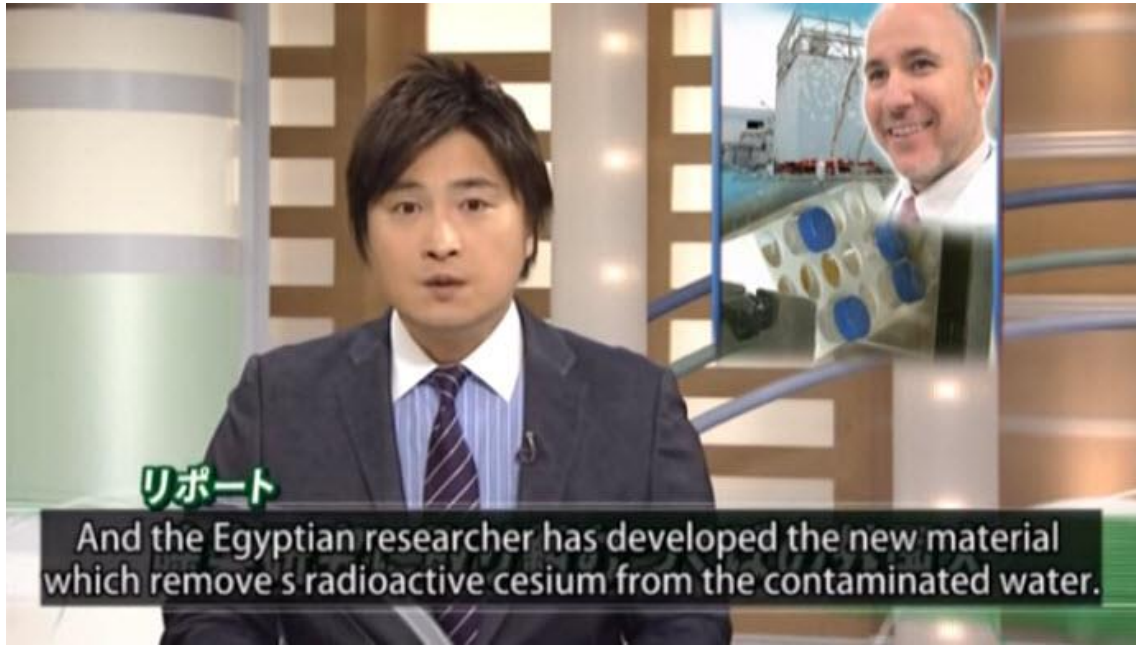 リポート
And the Egyptian researcher has developed the new material
which remove s radioactive cesium from the contaminated water.